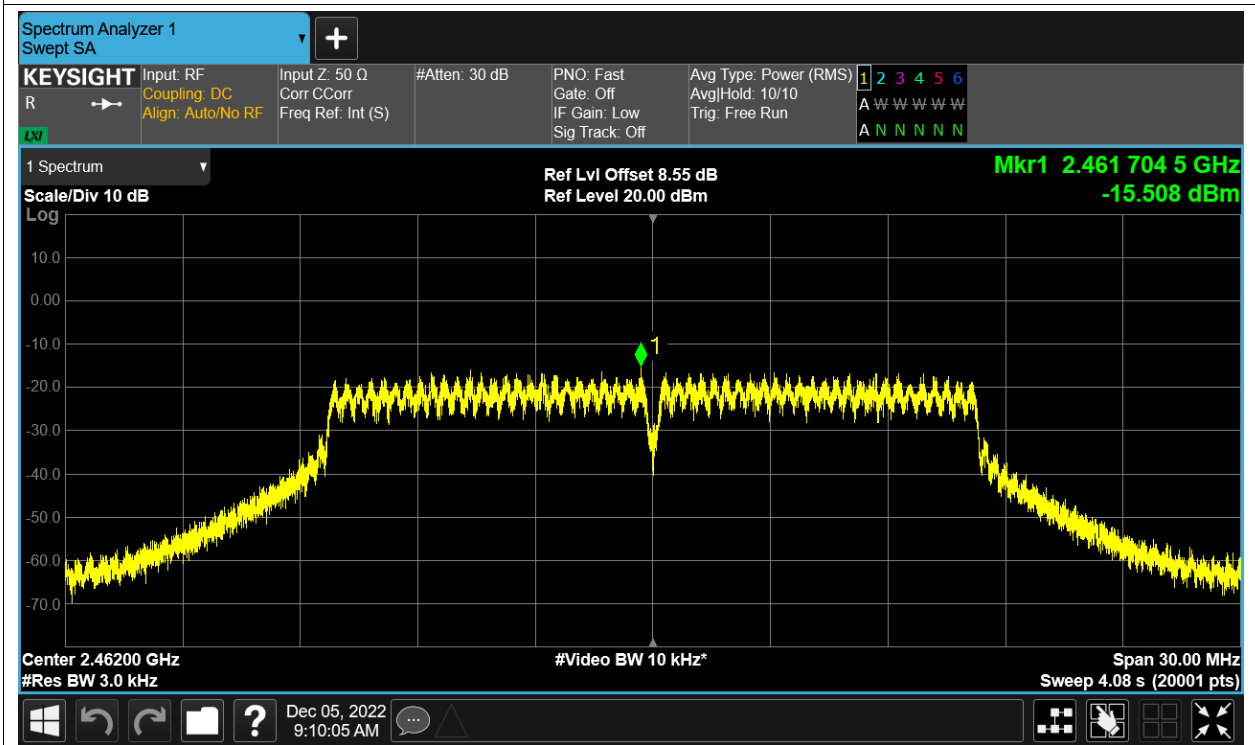 Spectrum Analyzer 1
Swept SA
+
KEYSIGHT
R
LXI
Input: RF
Coupling: DC
Align: Auto/No RF
Input Z: 50 Ω
Corr CCorr
Freq Ref: Int (S)
#Atten: 30 dB
PNO: Fast
Gate: Off
IF Gain: Low
Sig Track: Off
Avg Type: Power (RMS)
Avg|Hold: 10/10
Trig: Free Run
1 2 3 4 5 6
A W W W W W
A N N N N N
1 Spectrum
Scale/Div 10 dB
Log
Ref Lvl Offset 8.55 dB
Ref Level 20.00 dBm
Mkr1 2.461 704 5 GHz
-15.508 dBm
10.0
0.00
-10.0
1
-20.0
-30.0
-40.0
-50.0
-60.0
-70.0
Center 2.46200 GHz
#Res BW 3.0 kHz
#Video BW 10 kHz*
Span 30.00 MHz
Sweep 4.08 s (20001 pts)
?
Dec 05, 2022
9:10:05 AM